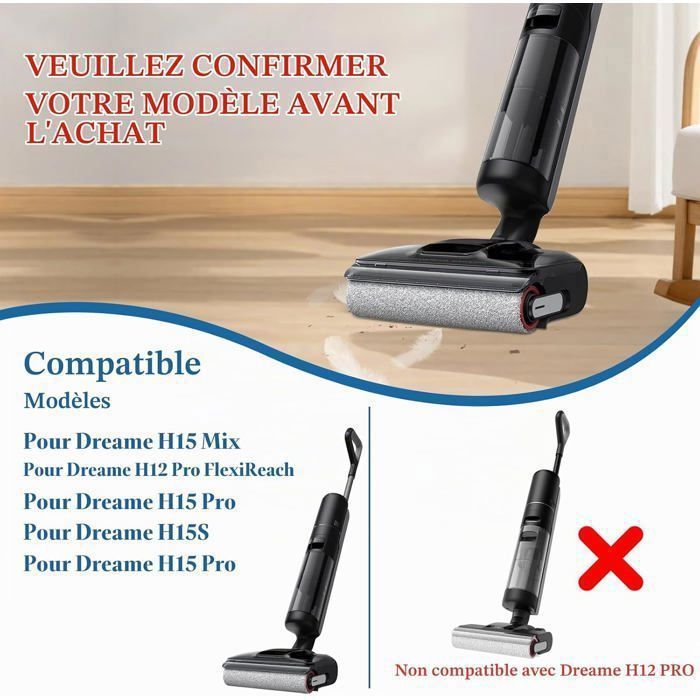 VEUILLEZ CONFIRMER
VOTRE MODÈLE AVANT
L'ACHAT
Compatible
Modèles
Pour Dreame H15 Mix
Pour Dreame H12 Pro FlexiReach
Pour Dreame H15 Pro
Pour Dreame H15S
Pour Dreame H15 Pro
Non compatible avec Dreame H12 PRO